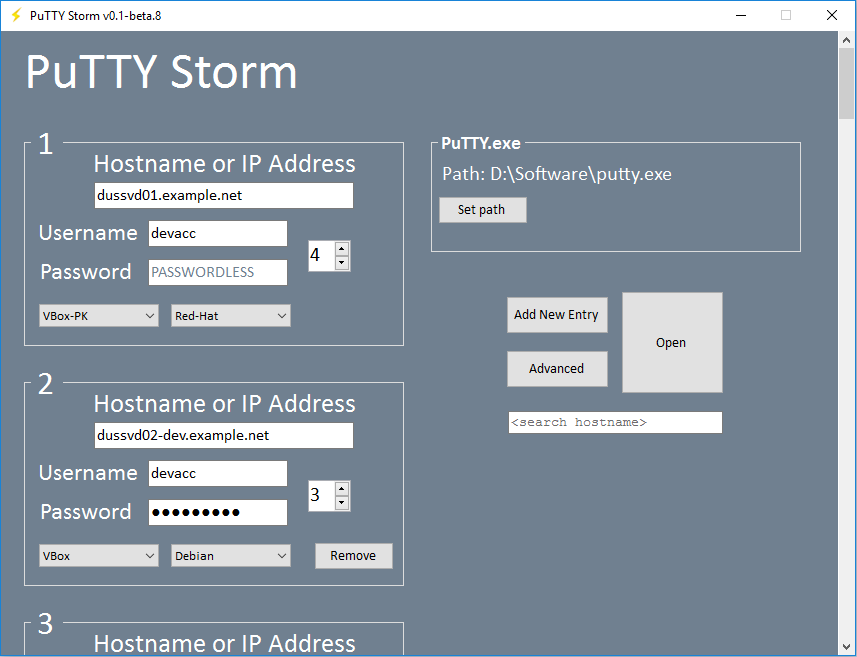 PuTTY Storm v0.1-beta.8
PuTTY Storm
1
Hostname or IP Address
dussvd01.example.net
Username devacc
4
Password PASSWORDLESS
VBox-PK Red-Hat
2
Hostname or IP Address
dussvd02-dev.example.net
Username devacc
3
Password ●●●●●●●●●
VBox Debian Remove
3
Hostname or IP Address
PuTTY.exe
Path: D:\Software\putty.exe
Set path
Add New Entry
Open
Advanced
<search hostname>